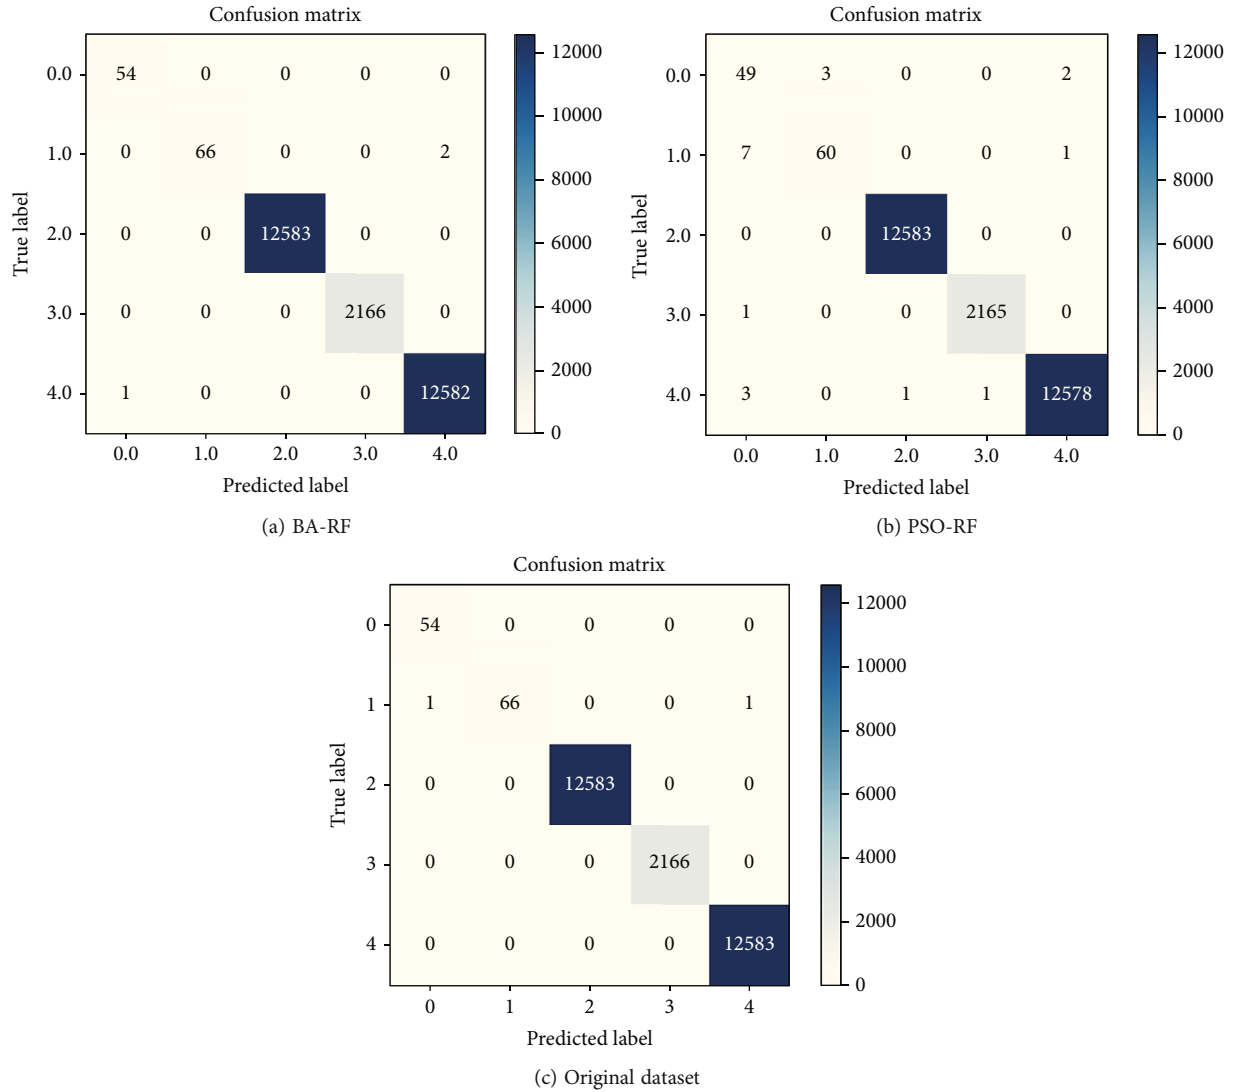 Confusion matrix
0.0 54 0 0 0 0
1.0 0 66 0 0 2
2.0 0 0 12583 0 0
3.0 0 0 0 2166 0
4.0 1 0 0 0 12582
0.0 1.0 2.0 3.0 4.0
True label
Predicted label
12000
10000
8000
6000
4000
2000
0
(a) BA-RF
Confusion matrix
0.0 49 3 0 0 2
1.0 7 60 0 0 1
2.0 0 0 12583 0 0
3.0 1 0 0 2165 0
4.0 3 0 1 1 12578
0.0 1.0 2.0 3.0 4.0
True label
Predicted label
12000
10000
8000
6000
4000
2000
0
(b) PSO-RF
Confusion matrix
0 54 0 0 0 0
1 1 66 0 0 1
2 0 0 12583 0 0
3 0 0 0 2166 0
4 0 0 0 0 12583
0 1 2 3 4
True label
Predicted label
12000
10000
8000
6000
4000
2000
0
(c) Original dataset